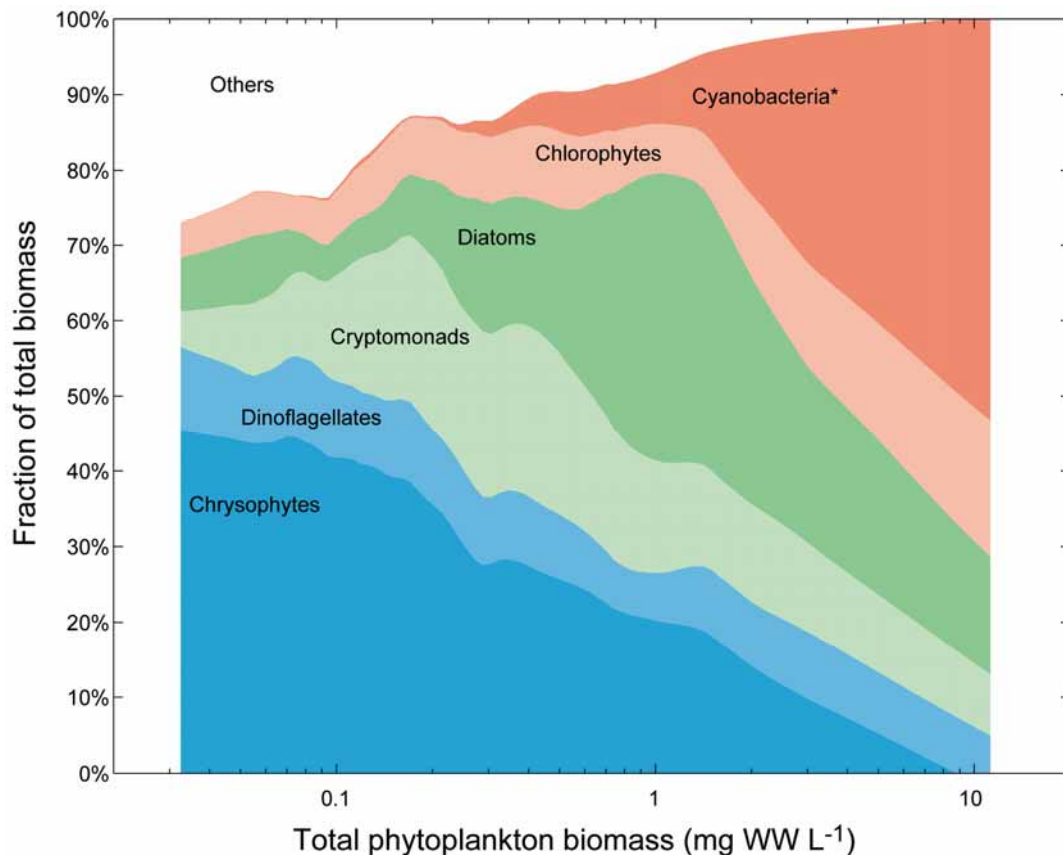 100%
90%
80%
70%
60%
50%
40%
30%
20%
10%
0%
Fraction of total biomass
Others
Cyanobacteria*
Chlorophytes
Diatoms
Cryptomonads
Dinoflagellates
Chrysophytes
0.1 1 10
Total phytoplankton biomass (mg WW L⁻¹)